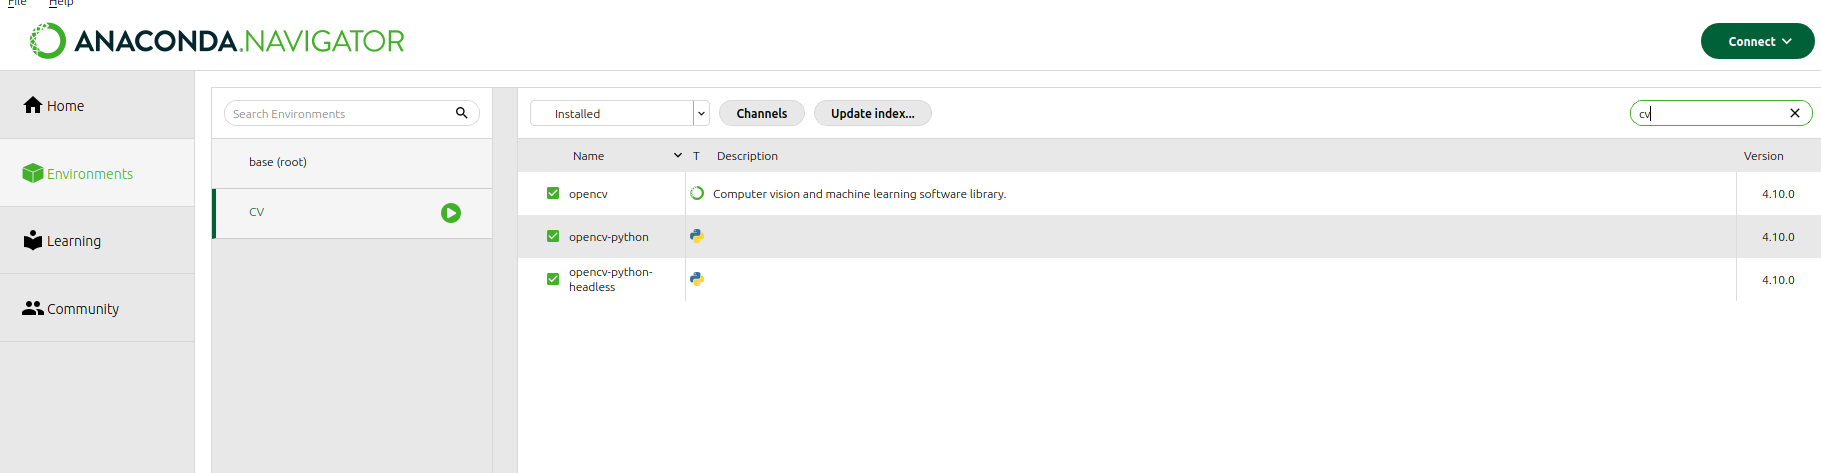 File Help
ANACONDA.NAVIGATOR
Connect
Home
Environments
Learning
Community
Search Environments
base (root)
CV
Installed
Channels
Update index...
cv
Name T Description Version
opencv Computer vision and machine learning software library. 4.10.0
opencv-python 4.10.0
opencv-python-
headless 4.10.0